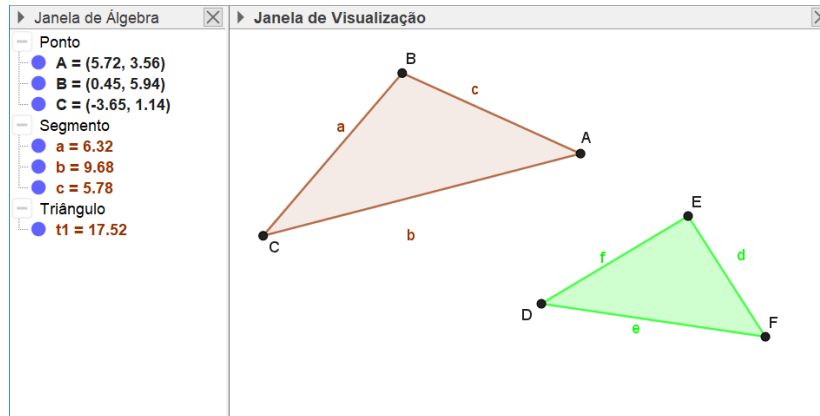 Janela de Álgebra
Ponto
A = (5.72, 3.56)
B = (0.45, 5.94)
C = (-3.65, 1.14)
Segmento
a = 6.32
b = 9.68
c = 5.78
Triângulo
t1 = 17.52
Janela de Visualização
B
c
a
A
C
b
E
f
d
D
e
F